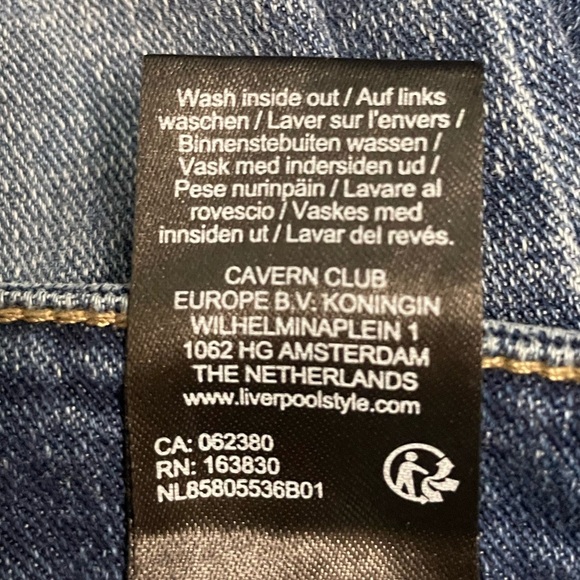 Wash inside out / Auf links
waschen / Laver sur l'envers /
Binnenstebuiten wassen /
Vask med indersiden ud /
Pese nurinpäin / Lavare al
rovescio / Vaskes med
innsiden ut / Lavar del revés.
CAVERN CLUB
EUROPE B.V. KONINGIN
WILHELMINAPLEIN 1
1062 HG AMSTERDAM
THE NETHERLANDS
www.liverpoolstyle.com
CA: 062380
RN: 163830
NL85805536B01